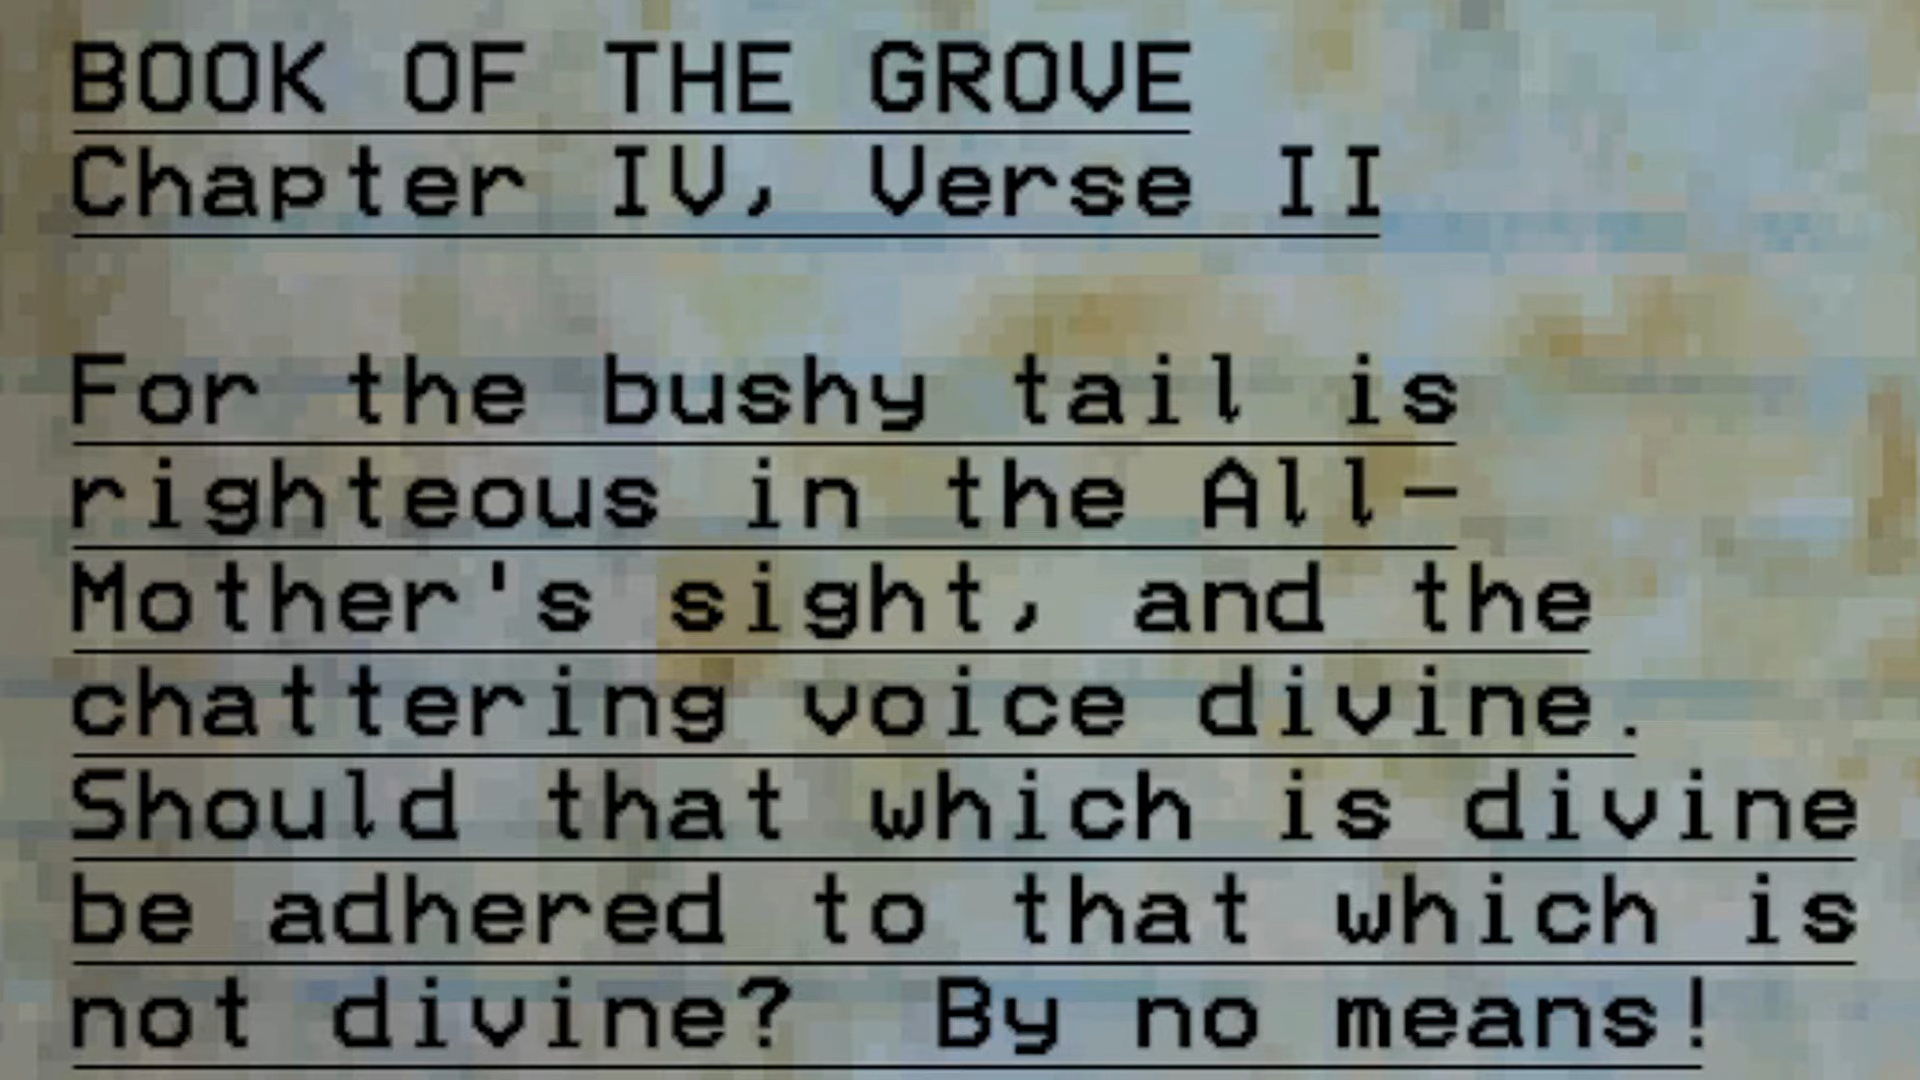 BOOK OF THE GROVE
Chapter IV, Verse II
For the bushy tail is
righteous in the All-
Mother's sight, and the
chattering voice divine.
Should that which is divine
be adhered to that which is
not divine?  By no means!